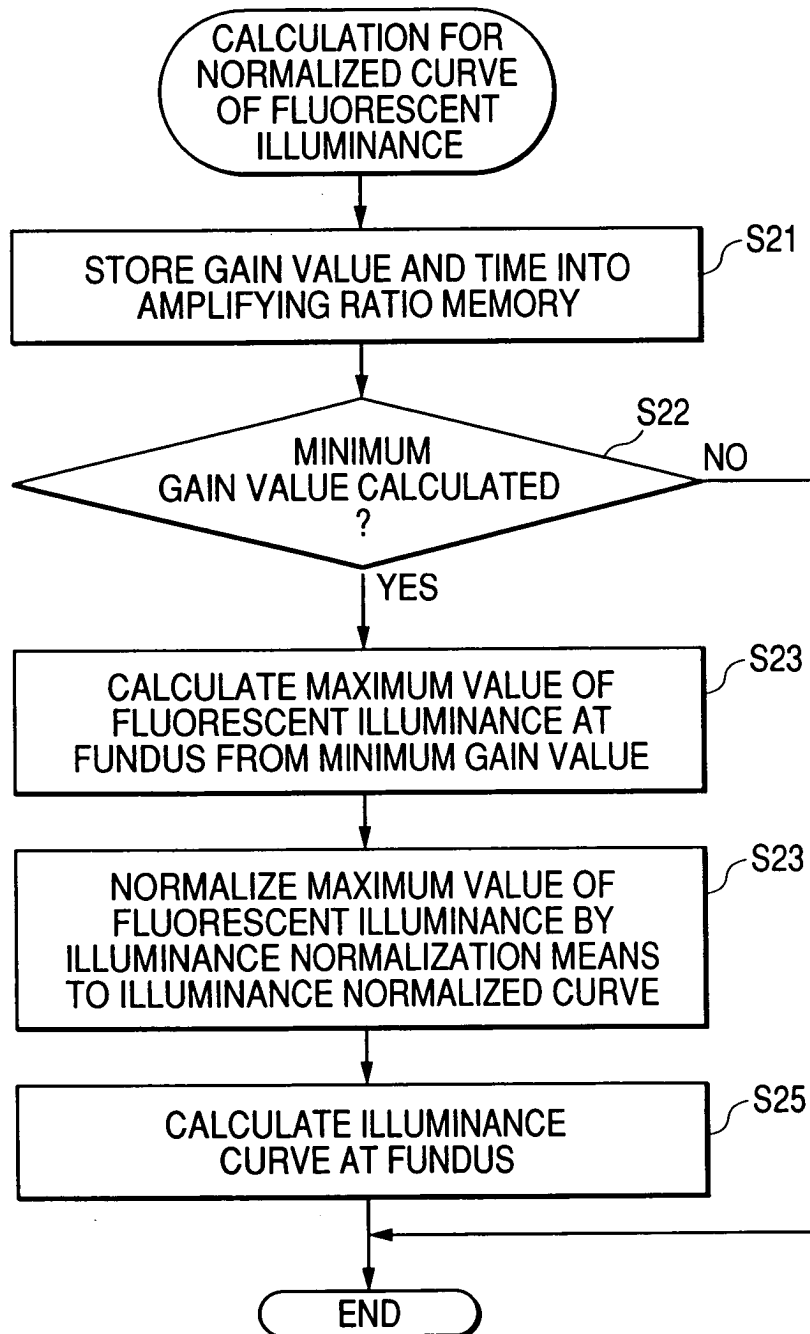 CALCULATION FOR
NORMALIZED CURVE
OF FLUORESCENT
ILLUMINANCE
S21
STORE GAIN VALUE AND TIME INTO
AMPLIFYING RATIO MEMORY
S22
MINIMUM
GAIN VALUE CALCULATED
?
NO
YES
S23
CALCULATE MAXIMUM VALUE OF
FLUORESCENT ILLUMINANCE AT
FUNDUS FROM MINIMUM GAIN VALUE
S23
NORMALIZE MAXIMUM VALUE OF
FLUORESCENT ILLUMINANCE BY
ILLUMINANCE NORMALIZATION MEANS
TO ILLUMINANCE NORMALIZED CURVE
S25
CALCULATE ILLUMINANCE
CURVE AT FUNDUS
END